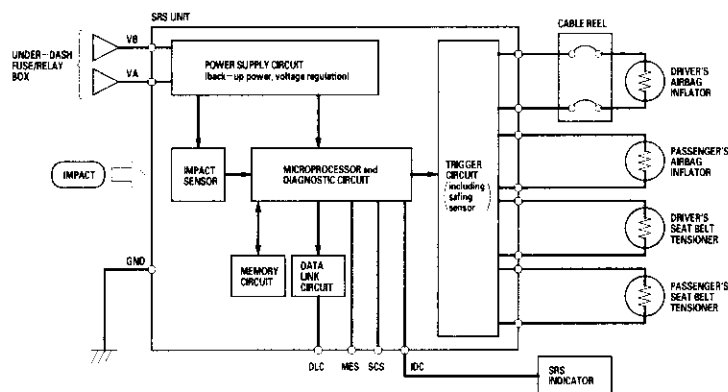 SRS UNIT
CABLE REEL
VB
VA
UNDER-DASH
FUSE/RELAY
BOX
POWER SUPPLY CIRCUIT
(back-up power, voltage regulation)
DRIVER'S
AIRBAG
INFLATOR
IMPACT
IMPACT
SENSOR
MICROPROCESSOR and
DIAGNOSTIC CIRCUIT
TRIGGER
CIRCUIT
(including
safing
sensor)
PASSENGER'S
AIRBAG
INFLATOR
DRIVER'S
SEAT BELT
TENSIONER
GND
MEMORY
CIRCUIT
DATA
LINK
CIRCUIT
PASSENGER'S
SEAT BELT
TENSIONER
DLC
MES
SCS
IDC
SRS
INDICATOR